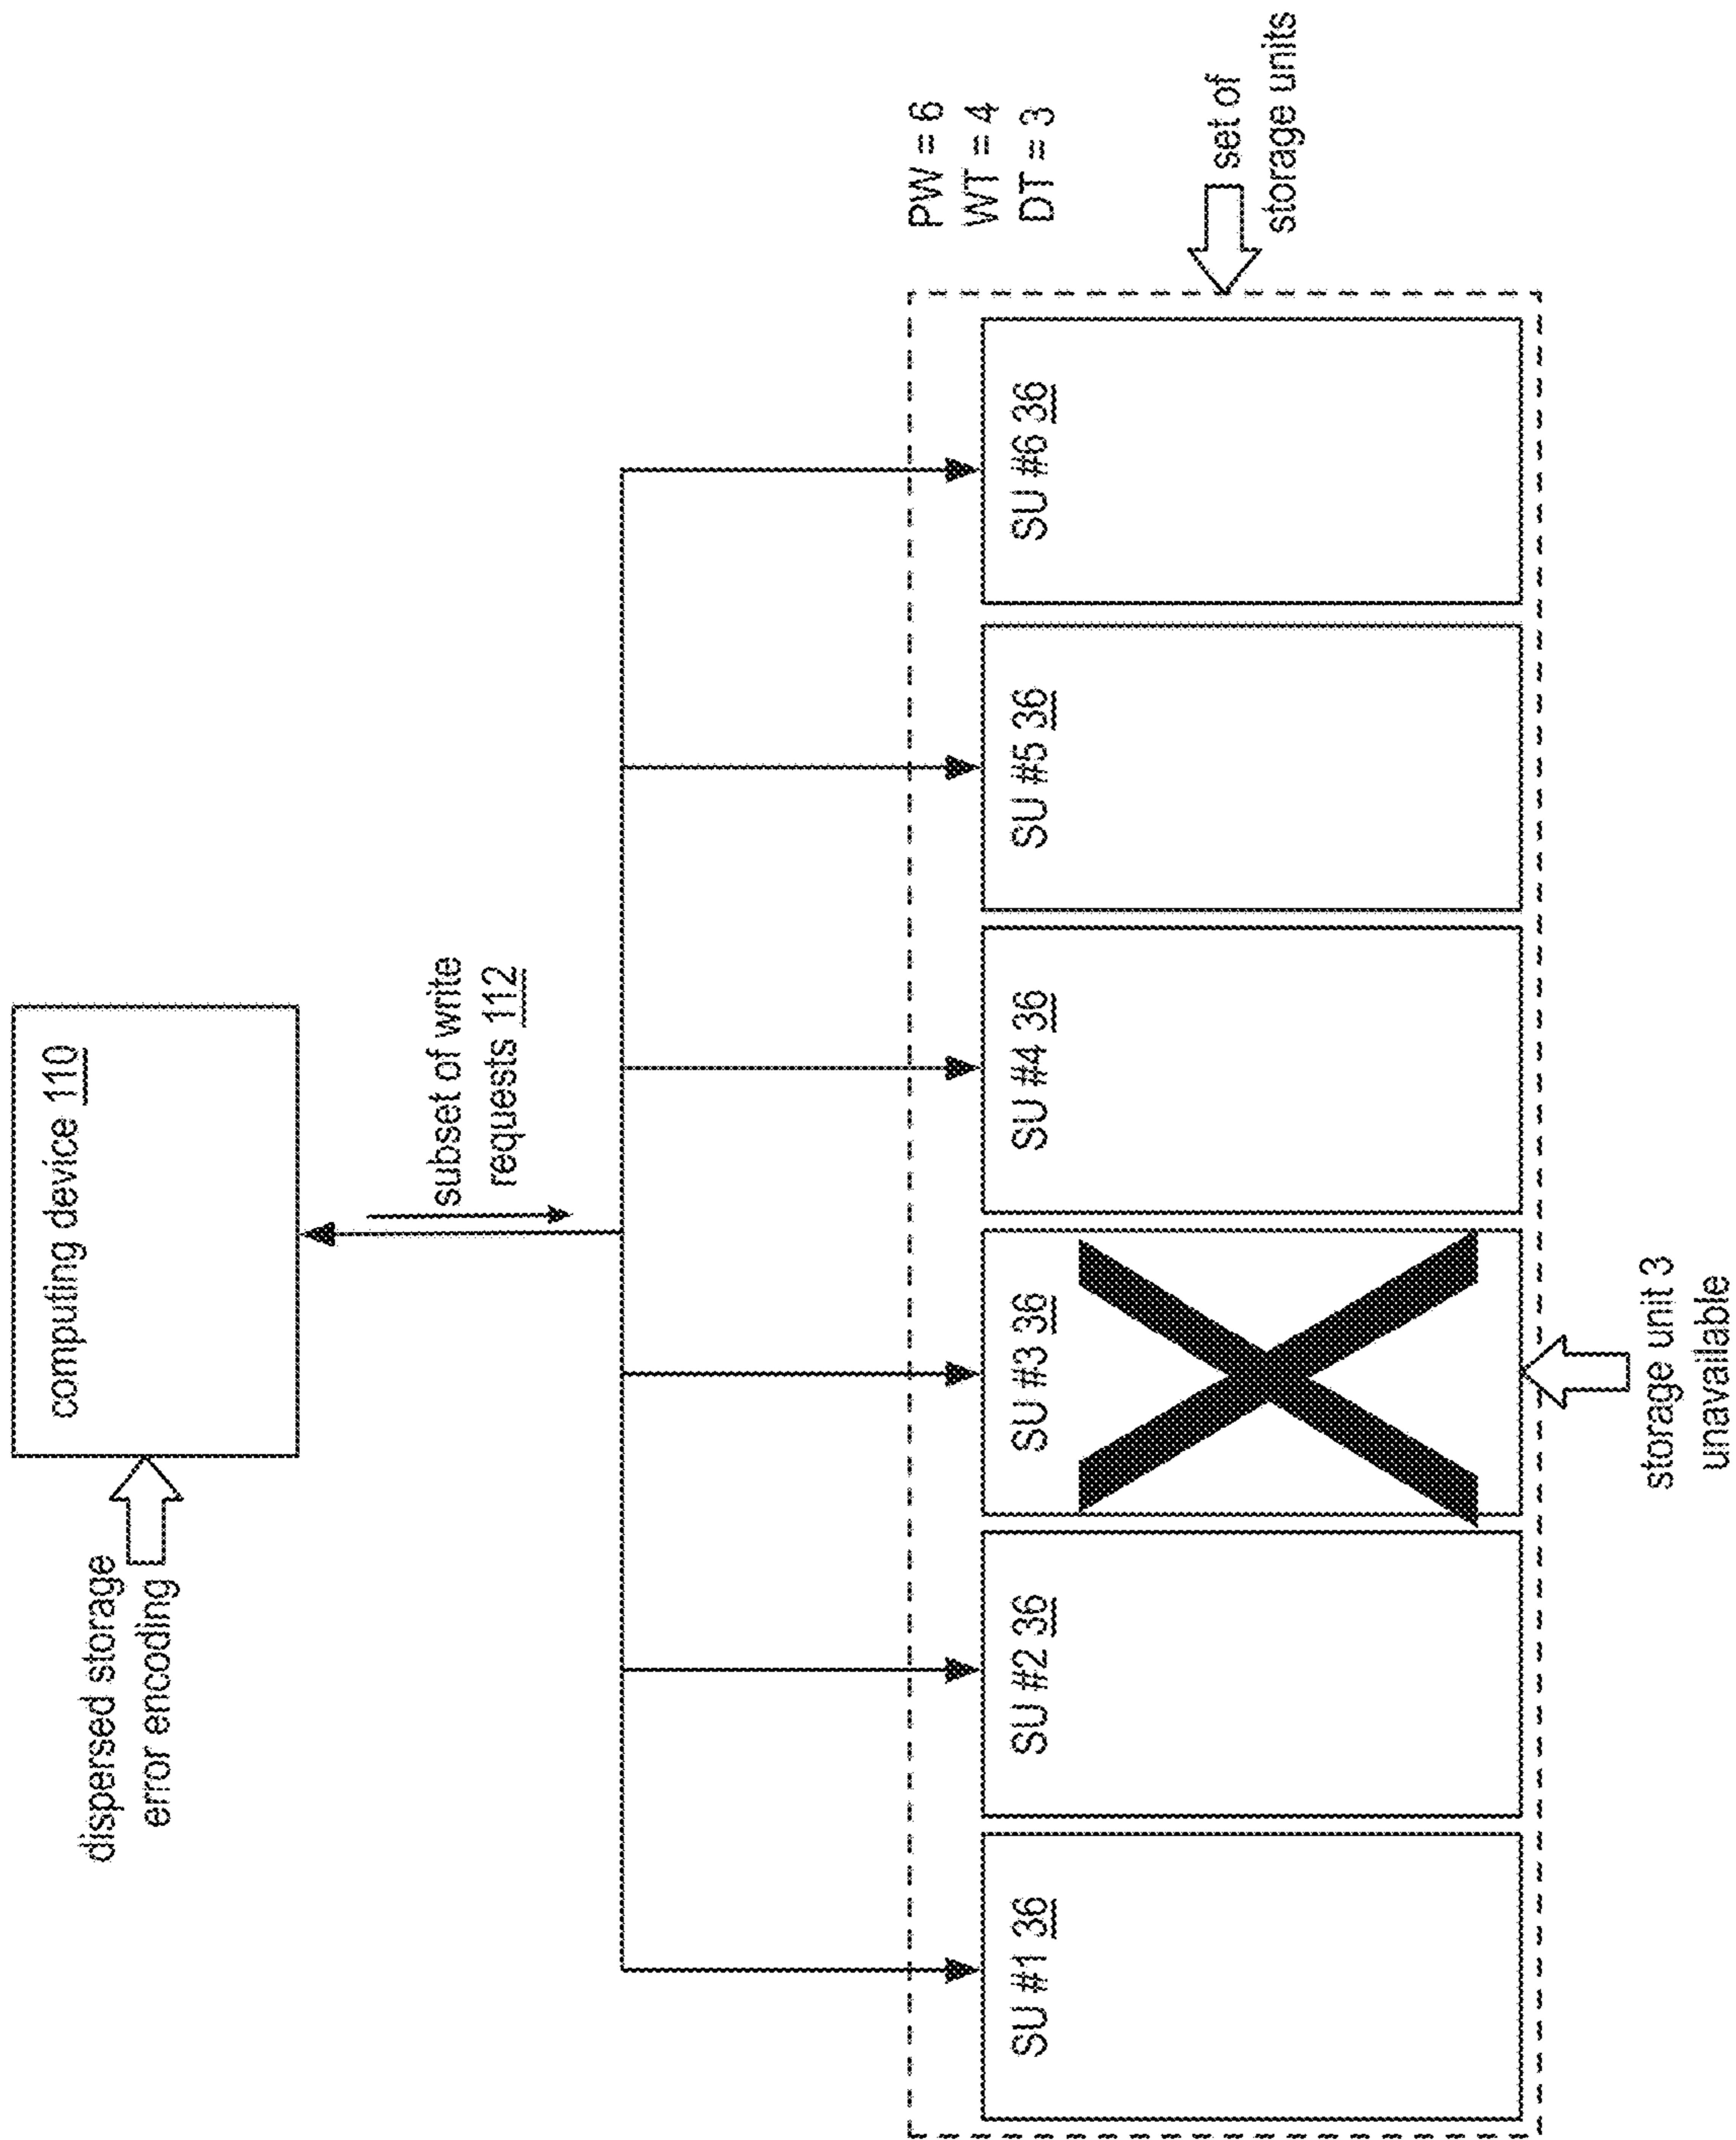 dispersed storage
error encoding
computing device 110
subset of write
requests 112
PW = 6
WT = 4
DT = 3
SU #1 36
SU #2 36
SU #3 36
SU #4 36
SU #5 36
SU #6 36
set of
storage units
storage unit 3
unavailable